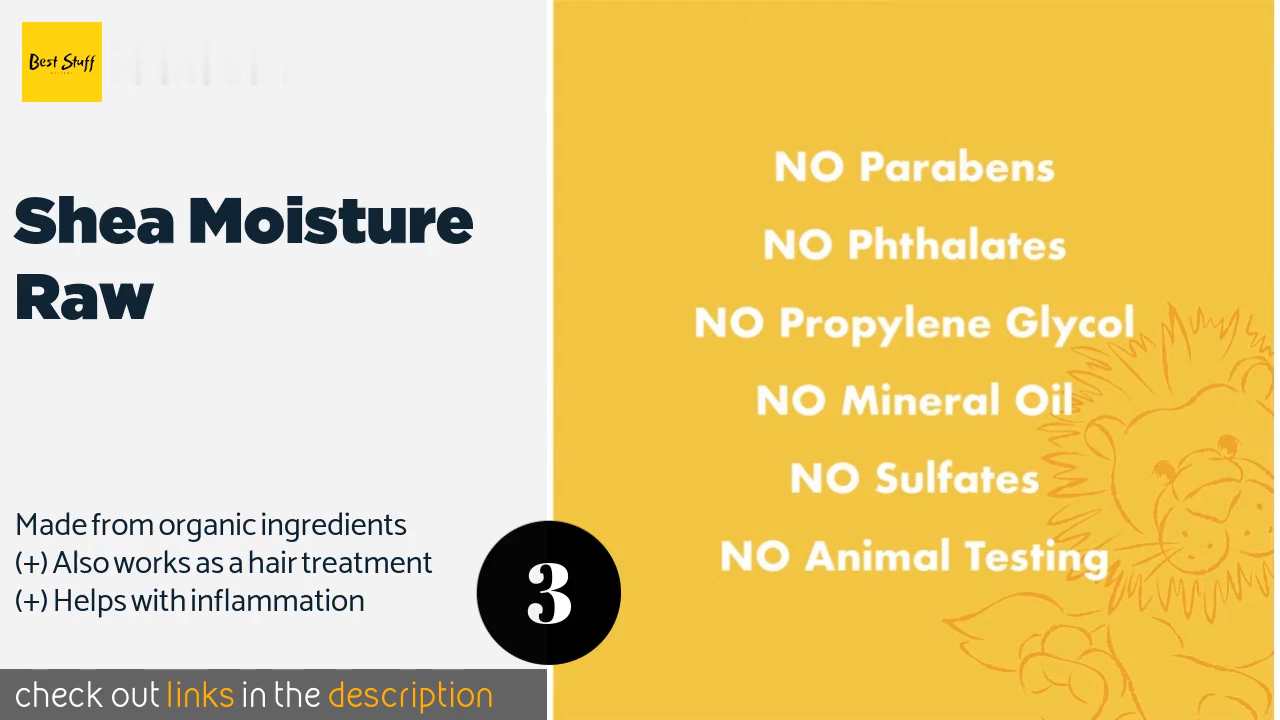 Best Stuff
Shea Moisture
Raw
Made from organic ingredients
(+) Also works as a hair treatment
(+) Helps with inflammation
3
check out links in the description
NO Parabens
NO Phthalates
NO Propylene Glycol
NO Mineral Oil
NO Sulfates
NO Animal Testing